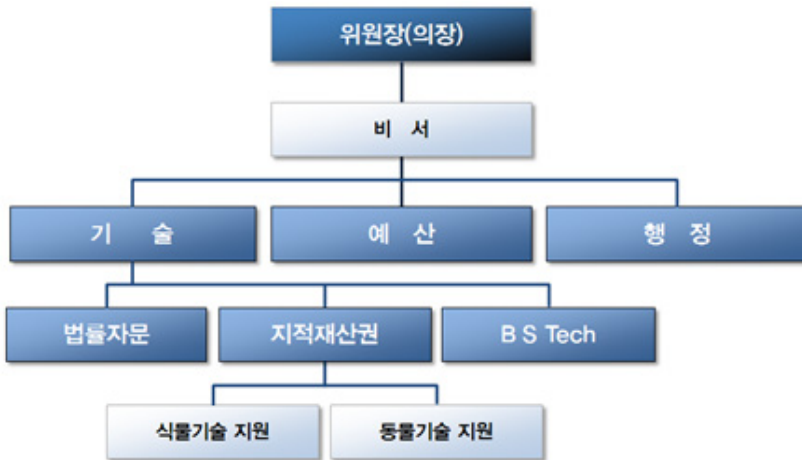 위원장(의장)
비 서
기 술
예 산
행 정
법률자문
지적재산권
B S Tech
식물기술 지원
동물기술 지원